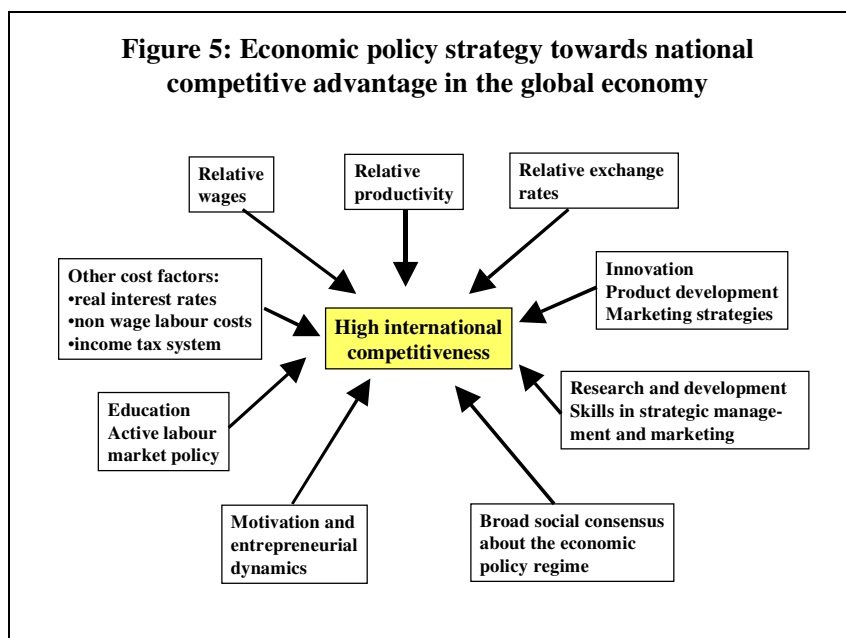 Figure 5: Economic policy strategy towards national
competitive advantage in the global economy
Relative
wages
Relative
productivity
Relative exchange
rates
Other cost factors:
•real interest rates
•non wage labour costs
•income tax system
High international
competitiveness
Innovation
Product development
Marketing strategies
Education
Active labour
market policy
Research and development
Skills in strategic manage-
ment and marketing
Motivation and
entrepreneurial
dynamics
Broad social consensus
about the economic
policy regime